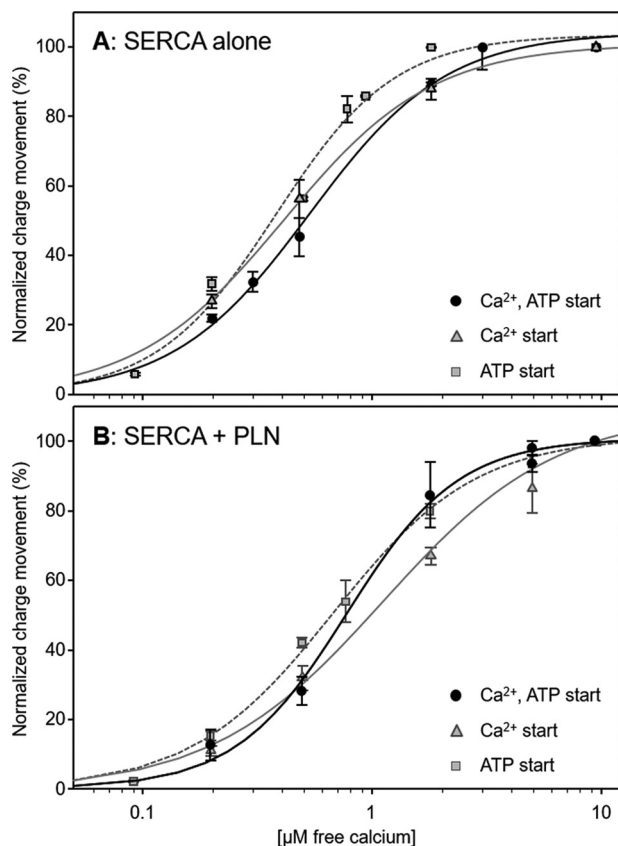 A: SERCA alone
Normalized charge movement (%)
100
80
60
40
20
0
Ca²⁺, ATP start
Ca²⁺ start
ATP start
B: SERCA + PLN
Normalized charge movement (%)
100
80
60
40
20
0
Ca²⁺, ATP start
Ca²⁺ start
ATP start
0.1 1 10
[µM free calcium]